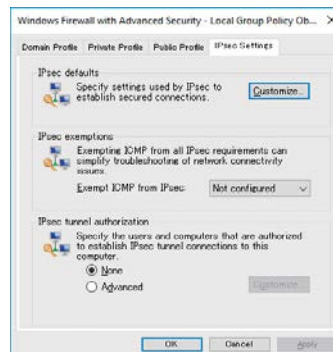 Windows Firewall with Advanced Security - Local Group Policy Ob...
Domain Profile Private Profile Public Profile IPsec Settings
IPsec defaults
Specify settings used by IPsec to
establish secured connections.
Customize...
IPsec exemptions
Exempting ICMP from all IPsec requirements can
simplify troubleshooting of network connectivity
issues.
Exempt ICMP from IPsec:
Not configured
IPsec tunnel authorization
Specify the users and computers that are authorized
to establish IPsec tunnel connections to this
computer.
None
Advanced
Customize...
OK Cancel Apply